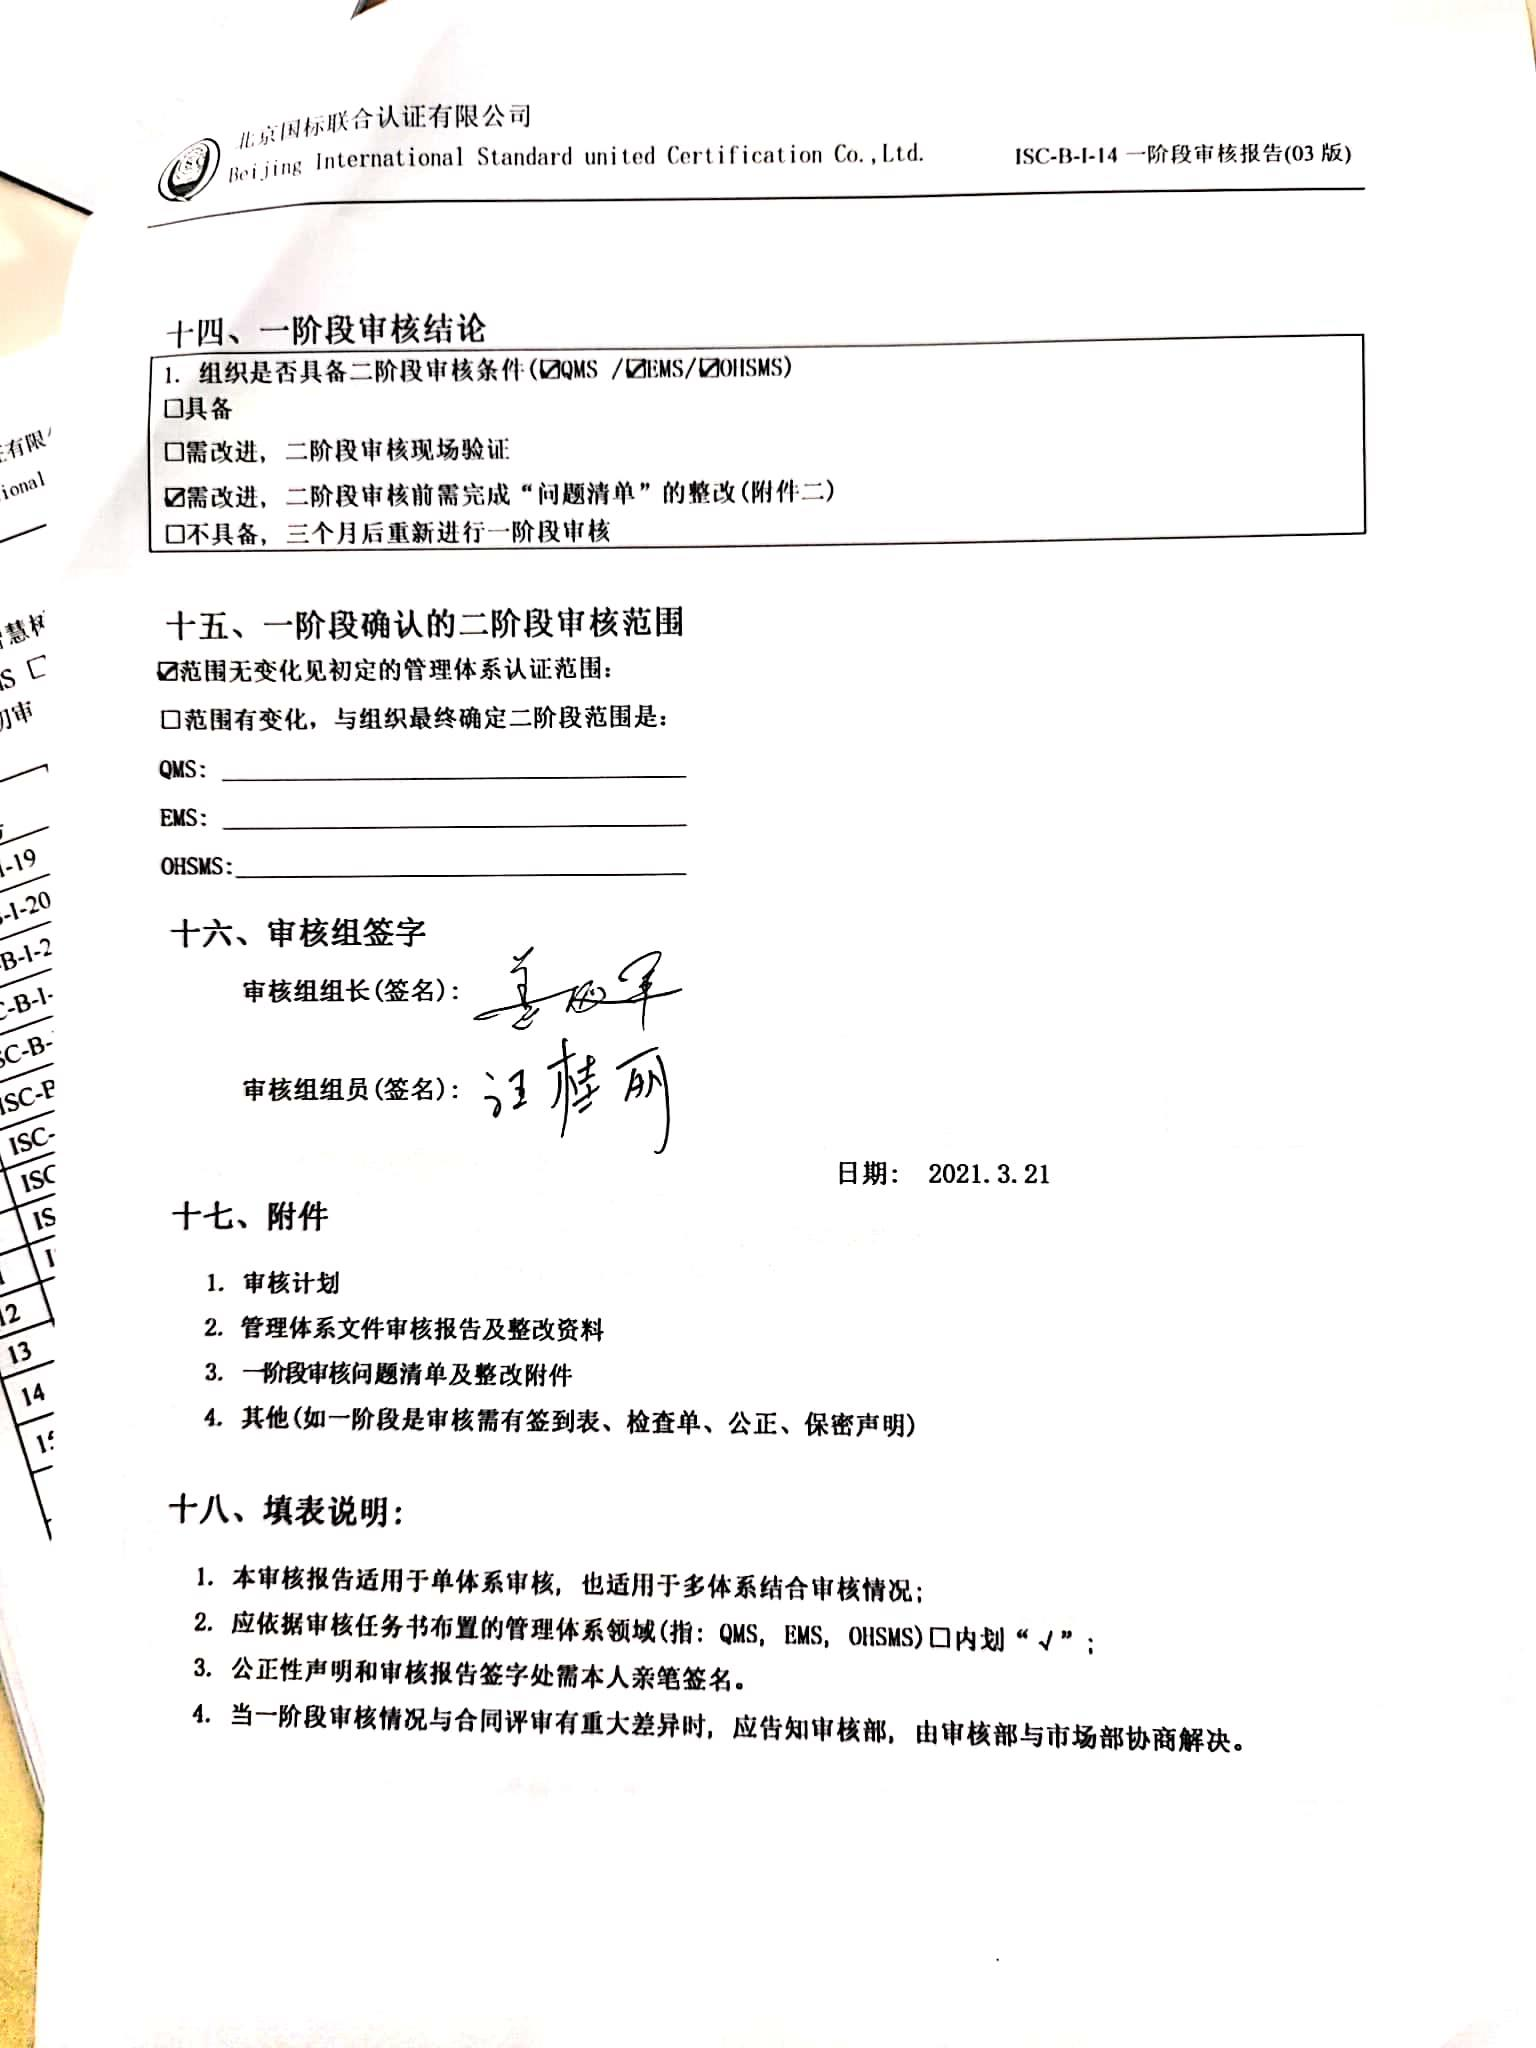 北京国标联合认证有限公司
Beijing International Standard united Certification Co.,Ltd.
ISC-B-I-14 一阶段审核报告(03 版)
十四、一阶段审核结论
1. 组织是否具备二阶段审核条件(☑QMS /☑EMS/☑OHSMS)
□具备
□需改进，二阶段审核现场验证
☑需改进，二阶段审核前需完成“问题清单”的整改(附件二)
□不具备，三个月后重新进行一阶段审核
十五、一阶段确认的二阶段审核范围
☑范围无变化见初定的管理体系认证范围：
□范围有变化，与组织最终确定二阶段范围是：
QMS：
EMS：
OHSMS：
十六、审核组签字
审核组组长(签名)：
审核组组员(签名)：汪桂丽
日期： 2021.3.21
十七、附件
1. 审核计划
2. 管理体系文件审核报告及整改资料
3. 一阶段审核问题清单及整改附件
4. 其他(如一阶段是审核需有签到表、检查单、公正、保密声明)
十八、填表说明：
1. 本审核报告适用于单体系审核，也适用于多体系结合审核情况；
2. 应依据审核任务书布置的管理体系领域(指：QMS，EMS，OHSMS)□内划“√”；
3. 公正性声明和审核报告签字处需本人亲笔签名。
4. 当一阶段审核情况与合同评审有重大差异时，应告知审核部，由审核部与市场部协商解决。
有限
ional
慧树
S □
初审
I-19
-I-20
-B-I-2
C-B-I-
SC-B-
ISC-
ISC
IS
12
13
14